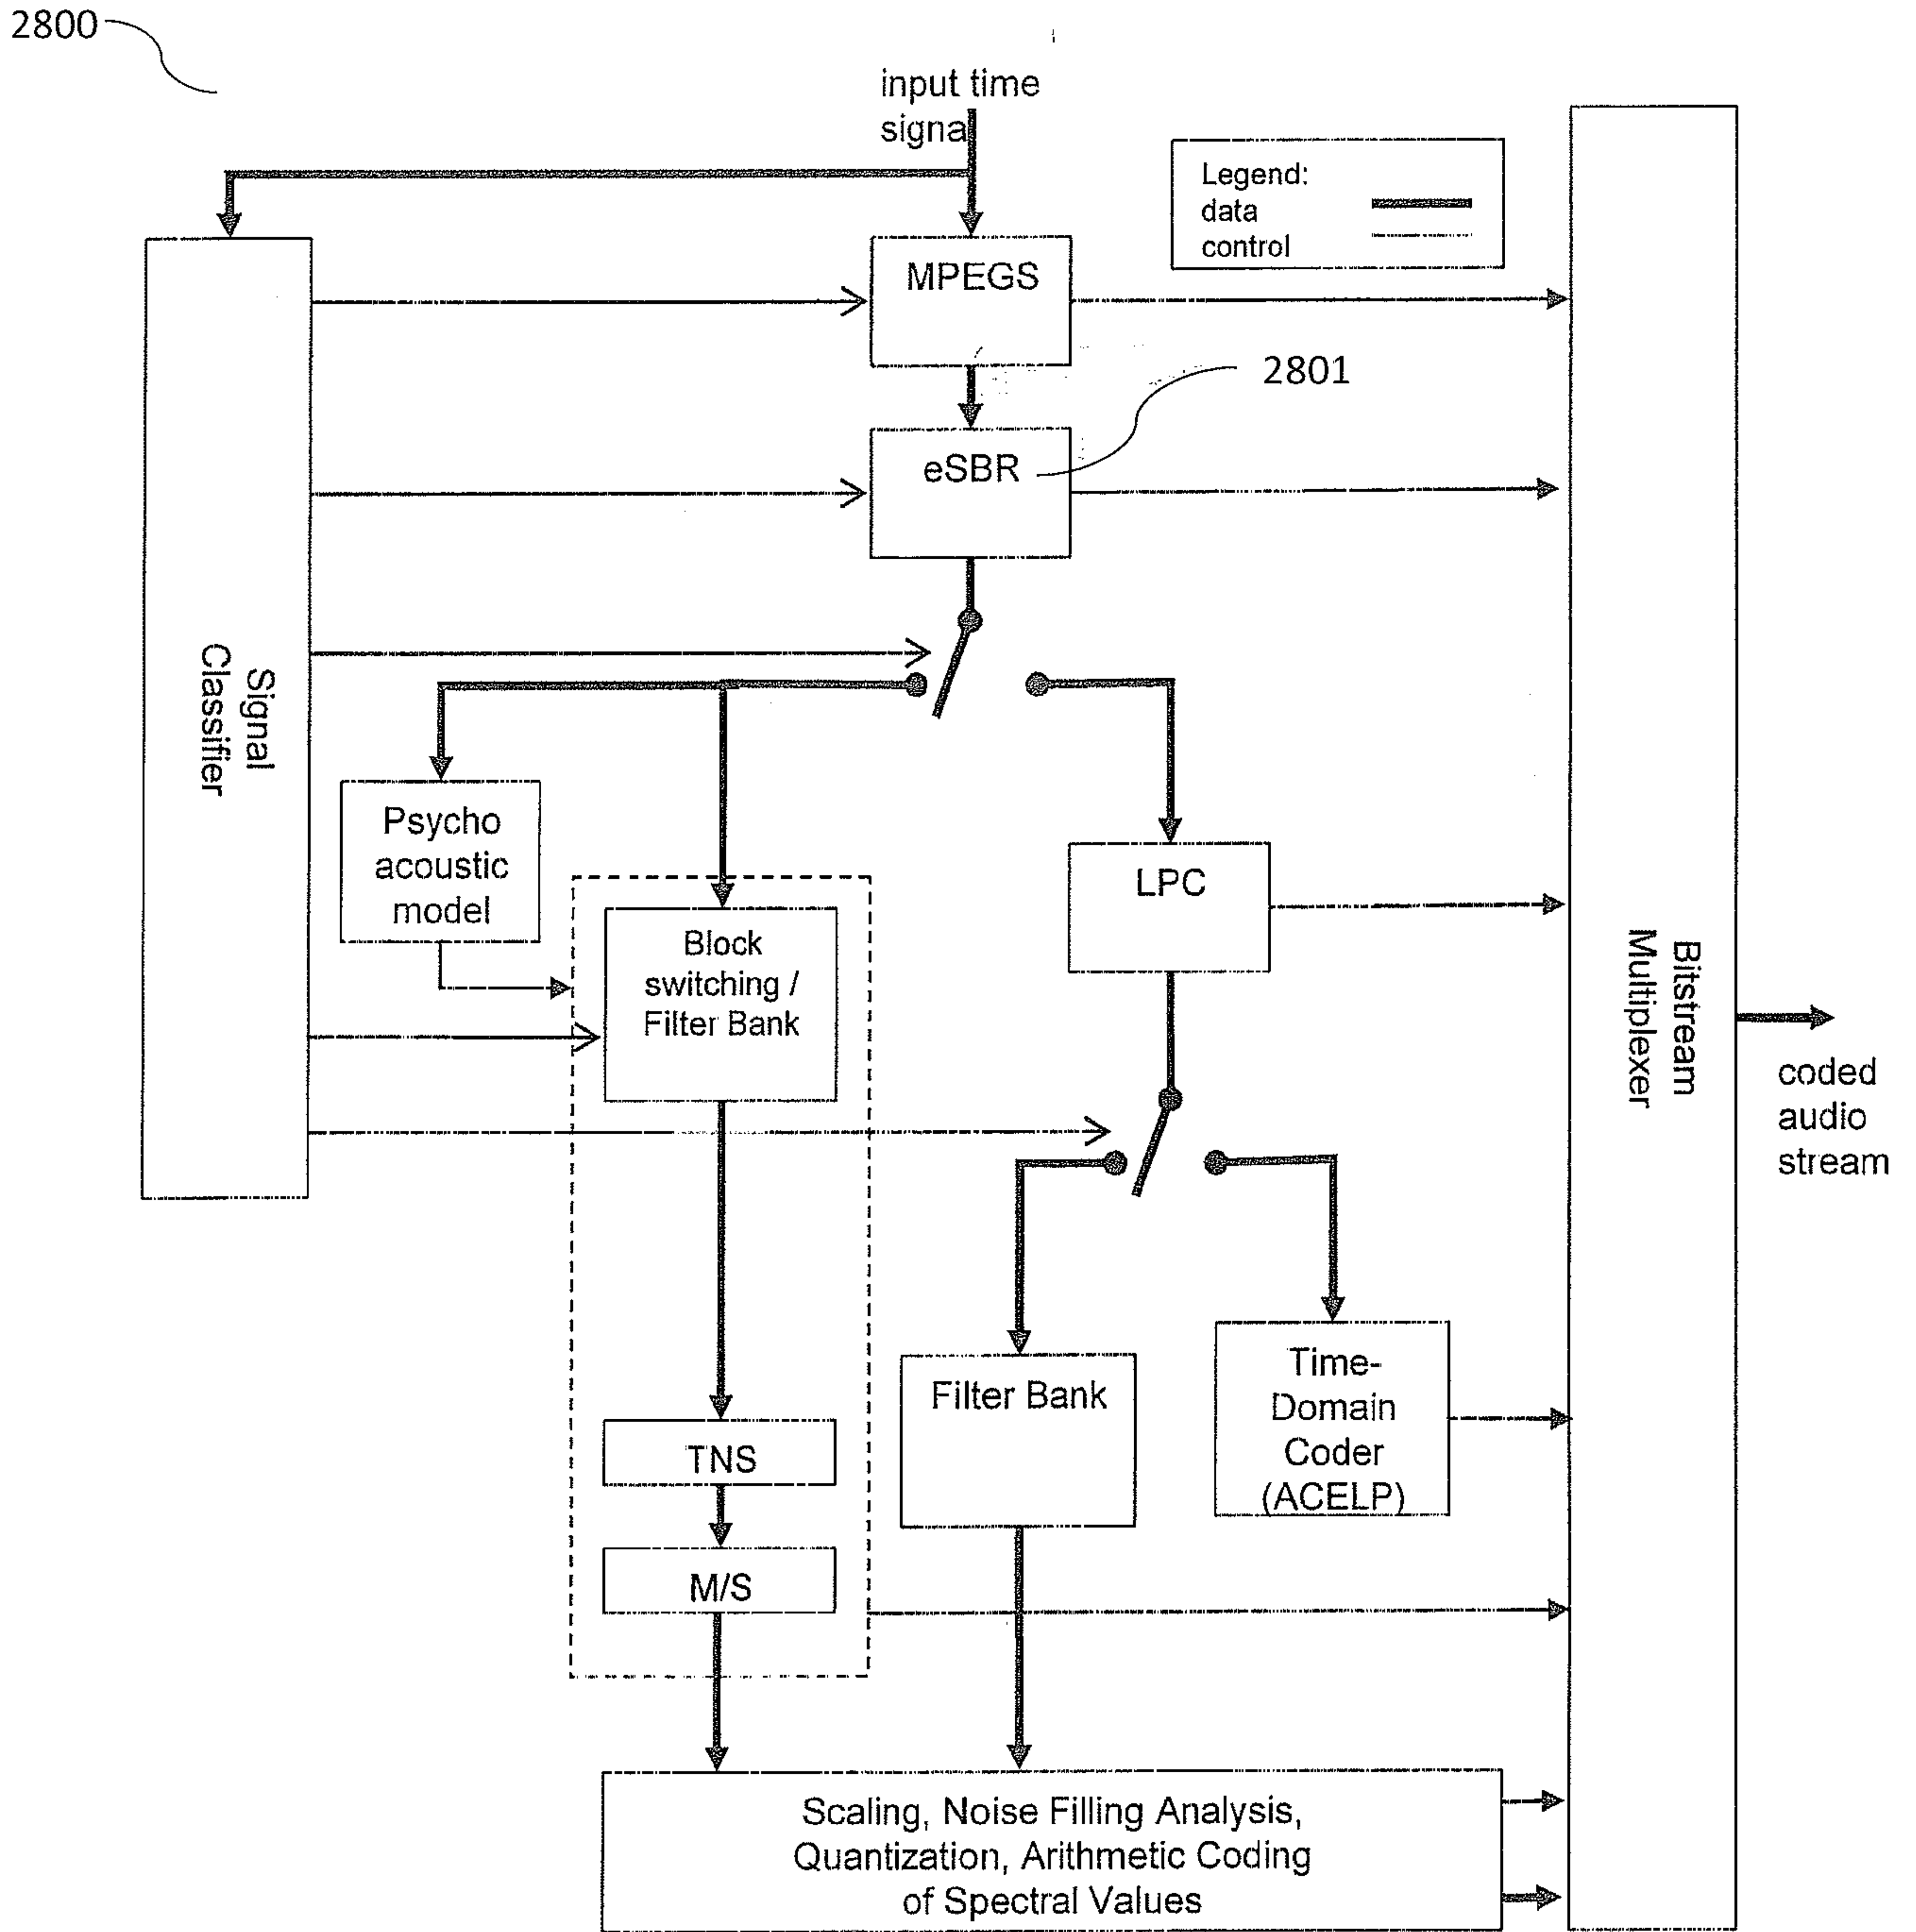 2800
input time
signal
Legend:
data
control
MPEGS
2801
eSBR
Signal
Classifier
Psycho
acoustic
model
Block
switching /
Filter Bank
LPC
Bitstream
Multiplexer
coded
audio
stream
Filter Bank
Time-
Domain
Coder
(ACELP)
TNS
M/S
Scaling, Noise Filling Analysis,
Quantization, Arithmetic Coding
of Spectral Values